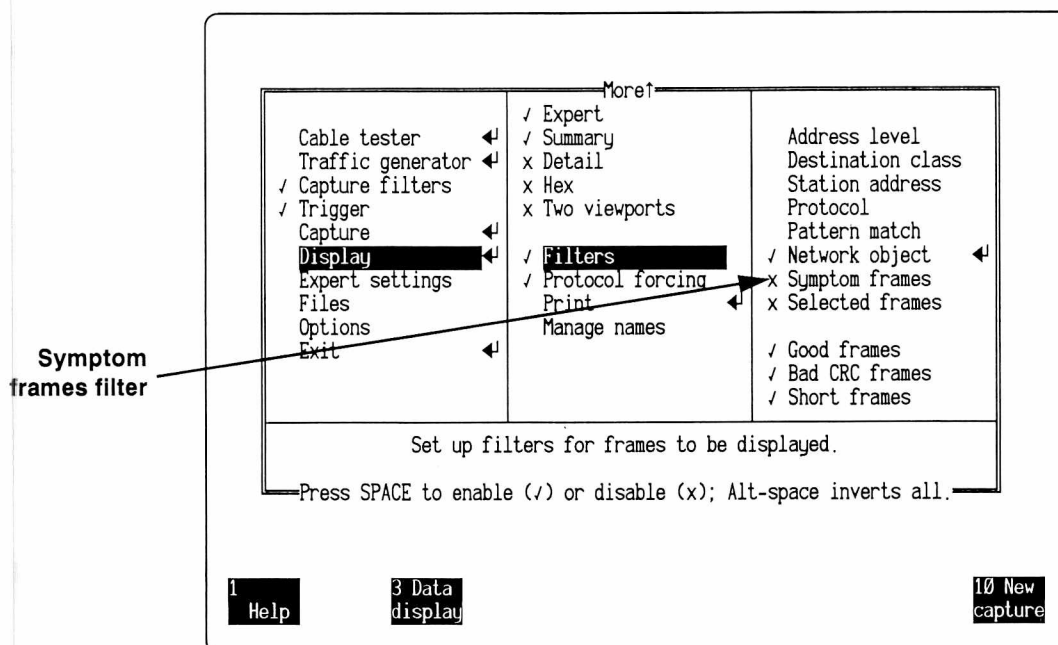 More↑
Cable tester ↵
Traffic generator ↵
√ Capture filters
√ Trigger
Capture ↵
Display ↵
Expert settings
Files
Options
Exit ↵
√ Expert
√ Summary
x Detail
x Hex
x Two viewports
√ Filters
√ Protocol forcing
Print ↵
Manage names
Address level
Destination class
Station address
Protocol
Pattern match
√ Network object ↵
x Symptom frames
x Selected frames
√ Good frames
√ Bad CRC frames
√ Short frames
Symptom
frames filter
Set up filters for frames to be displayed.
Press SPACE to enable (√) or disable (x); Alt-space inverts all.
1
Help
3 Data
display
10 New
capture